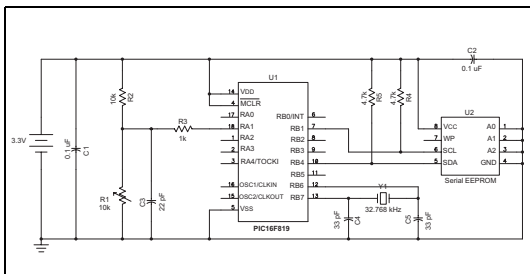 C2
0.1 uF
U1
10k
R2
14 VDD
4 MCLR
17 RA0
18 RA1
1 RA2
2 RA3
3 RA4/TOCKI
16 OSC1/CLKIN
15 OSC2/CLKOUT
5 VSS
RB0/INT 6
RB1 7
RB2 8
RB3 9
RB4 10
RB5 11
RB6 12
RB7 13
PIC16F819
R3
1k
4.7k
R5
4.7k
R4
U2
8 VCC
7 WP
6 SCL
5 SDA
A0 1
A1 2
A2 3
GND 4
Serial EEPROM
3.3V
0.1 uF
C1
R1
10k
C3
22 pF
Y1
32.768 kHz
33 pF
C4
C5
33 pF